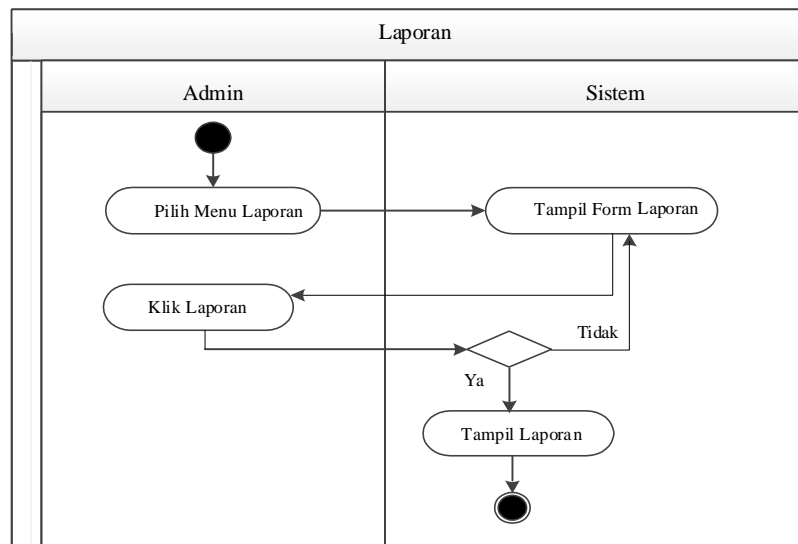 Laporan
Admin
Sistem
Pilih Menu Laporan
Tampil Form Laporan
Klik Laporan
Tidak
Ya
Tampil Laporan